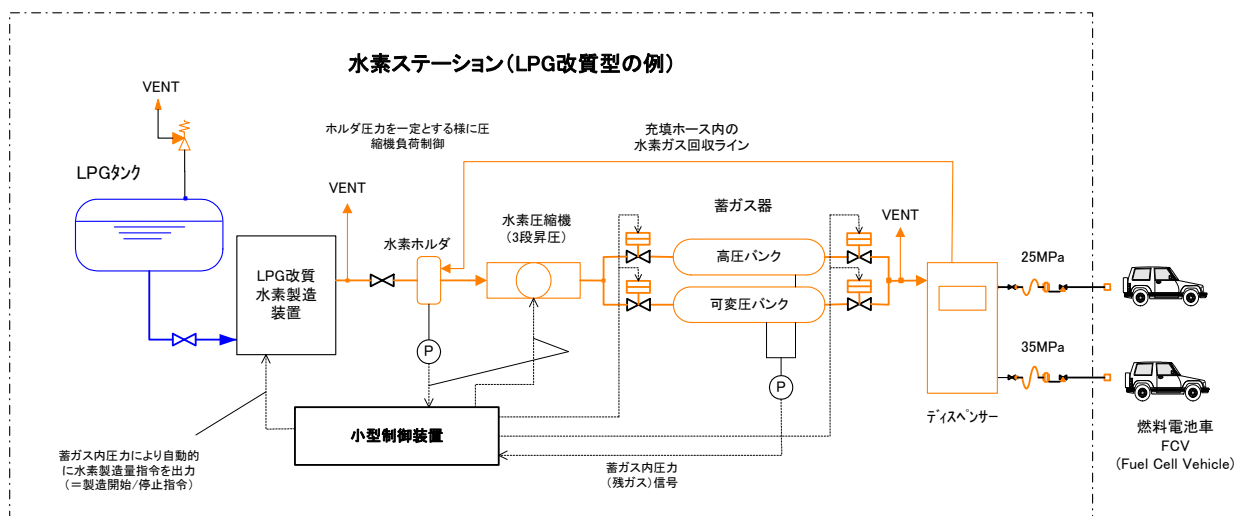 水素ステーション(LPG改質型の例)
VENT
ホルダ圧力を一定とする様に圧
縮機負荷制御
充填ホース内の
水素ガス回収ライン
LPGタンク
VENT
水素ホルダ
水素圧縮機
(3段昇圧)
蓄ガス器
VENT
高圧バンク
可変圧バンク
LPG改質
水素製造
装置
25MPa
35MPa
P
P
ディスペンサー
小型制御装置
燃料電池車
FCV
(Fuel Cell Vehicle)
蓄ガス内圧力により自動的
に水素製造量指令を出力
(=製造開始/停止指令)
蓄ガス内圧力
(残ガス)信号